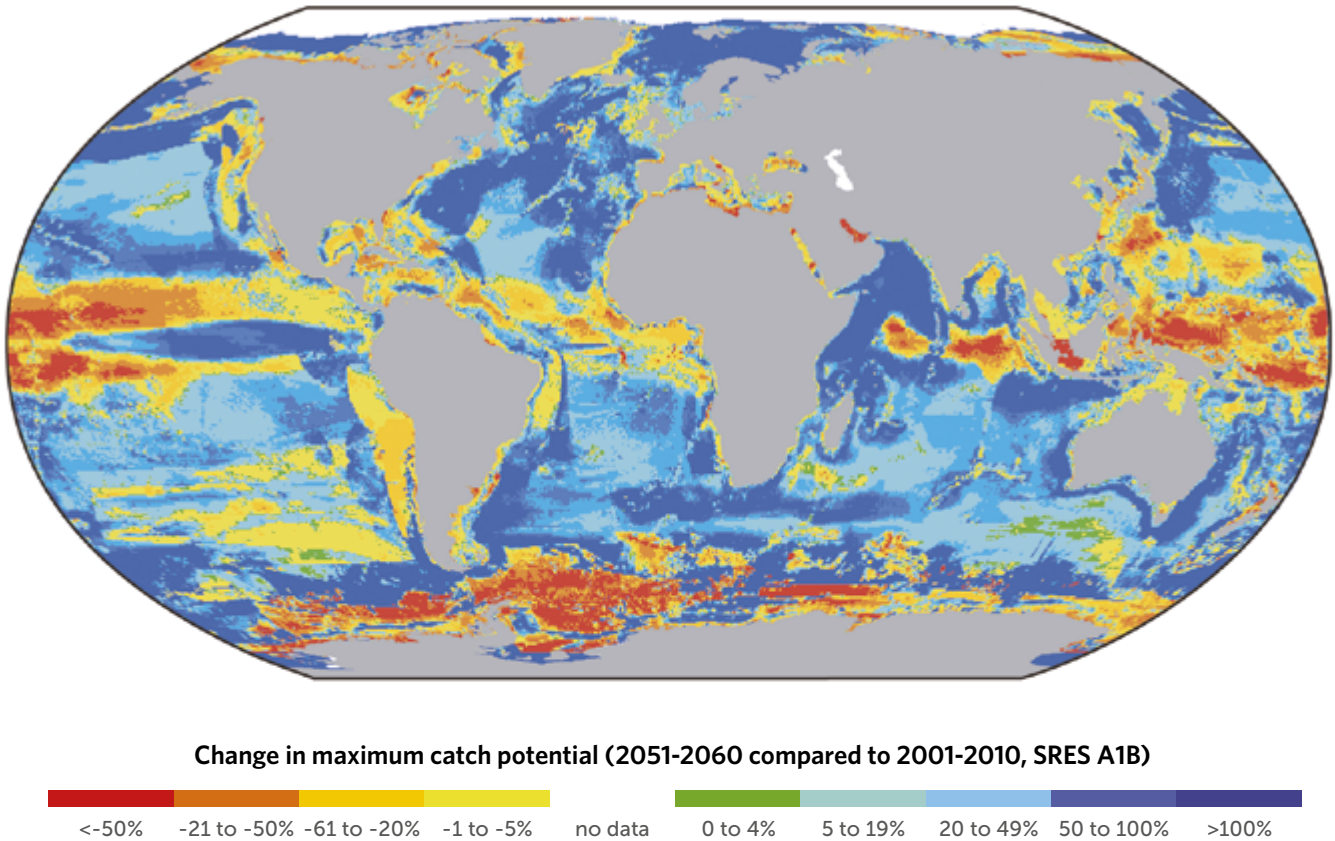 Change in maximum catch potential (2051-2060 compared to 2001-2010, SRES A1B)
<-50% -21 to -50% -61 to -20% -1 to -5% no data 0 to 4% 5 to 19% 20 to 49% 50 to 100% >100%